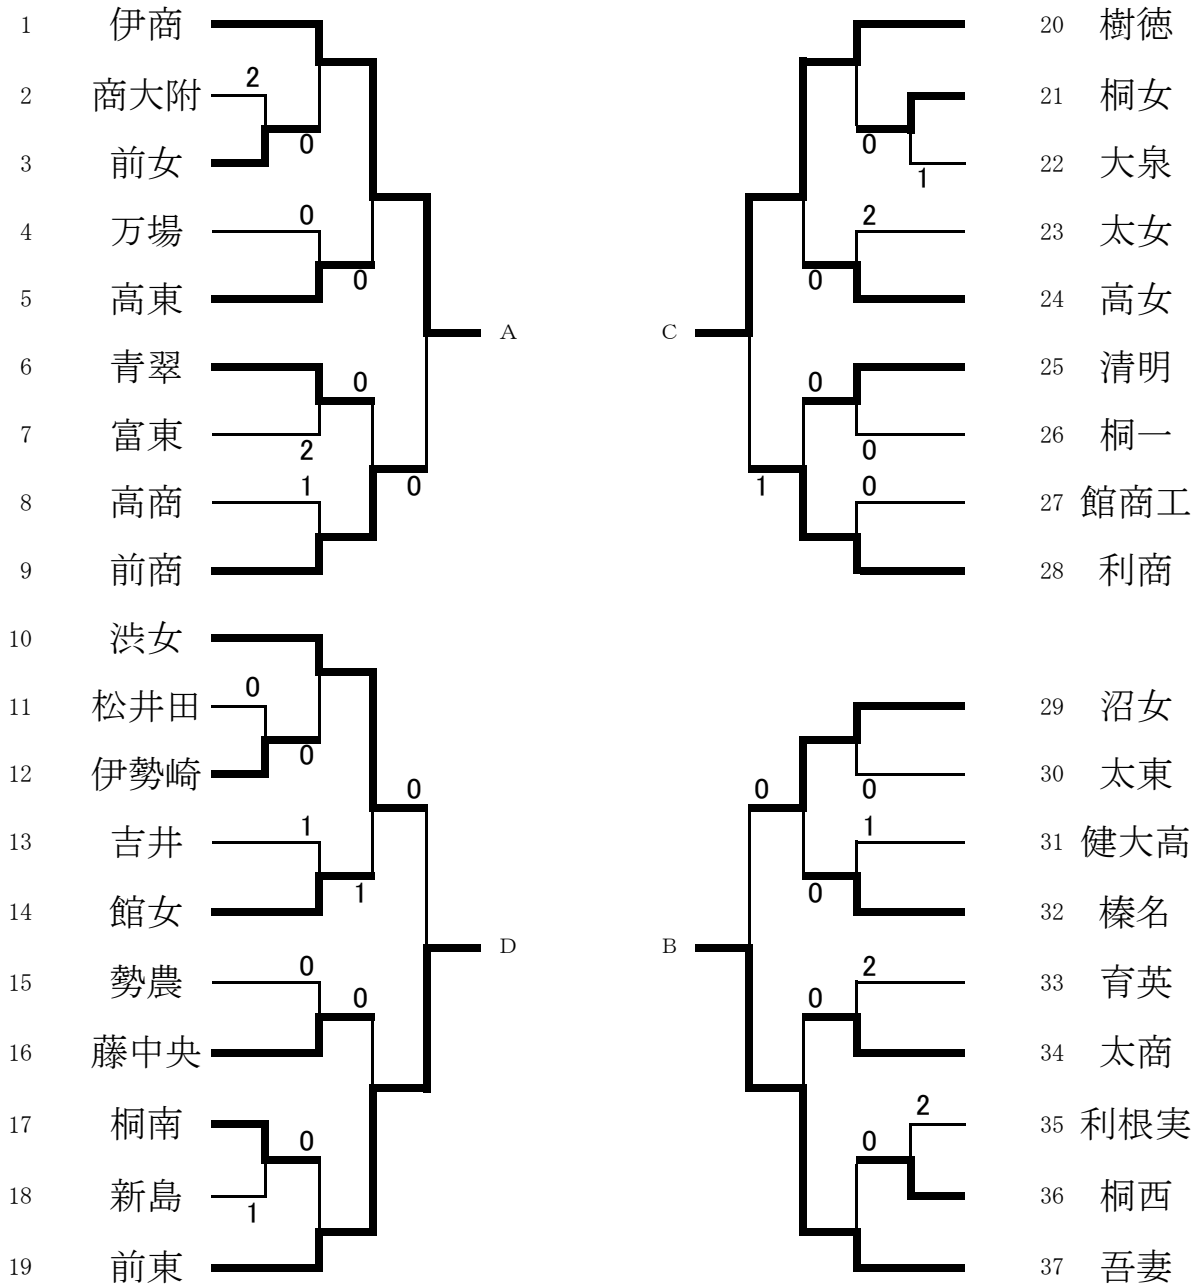 1 伊商
2
2 商大附
0
3 前女
0
4 万場
0
5 高東
A
6 青翠
0
7 富東
2
1
8 高商
0
9 前商
10 渋女
0
11 松井田
0
12 伊勢崎
0
1
13 吉井
1
14 館女
D
0
15 勢農
0
16 藤中央
17 桐南
0
18 新島
1
19 前東
20 樹徳
21 桐女
0
22 大泉
1
2
23 太女
0
24 高女
C
25 清明
0
26 桐一
0
0
27 館商工
1
28 利商
29 沼女
30 太東
0
0
1
31 健大高
0
32 榛名
B
2
33 育英
0
34 太商
2
35 利根実
0
36 桐西
37 吾妻